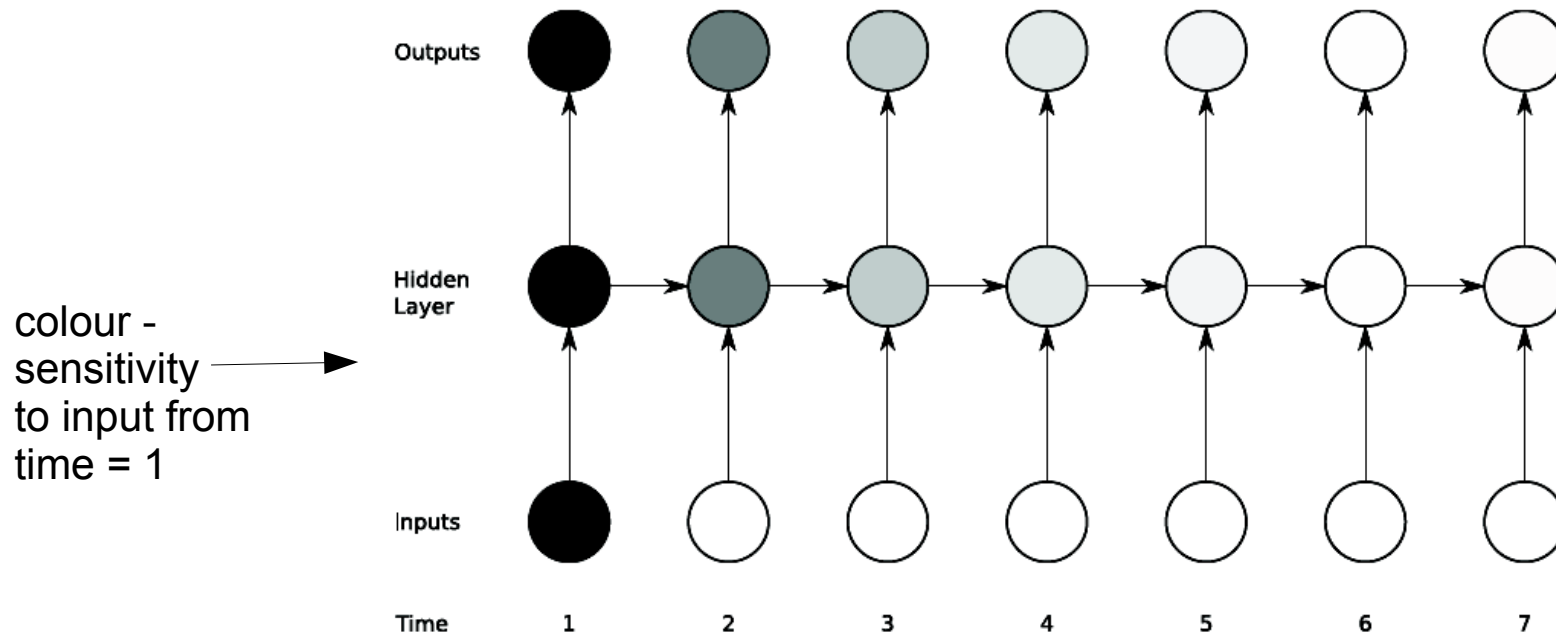 Outputs
Hidden
Layer
colour -
sensitivity
to input from
time = 1
Inputs
Time 1 2 3 4 5 6 7